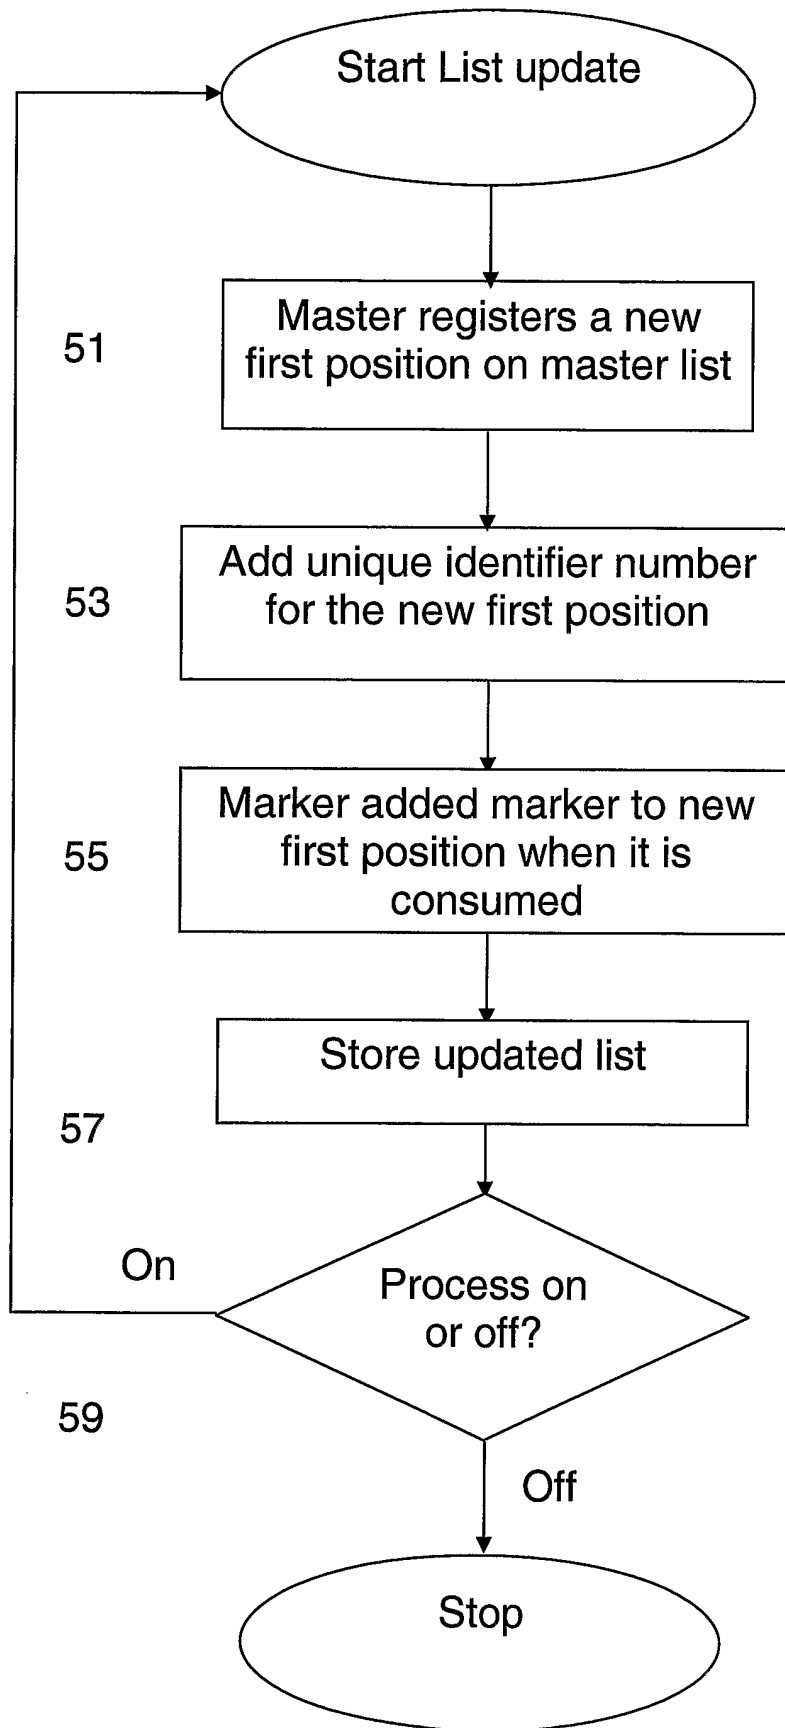 Start List update
51
Master registers a new
first position on master list
53
Add unique identifier number
for the new first position
55
Marker added marker to new
first position when it is
consumed
Store updated list
57
On
Process on
or off?
59
Off
Stop